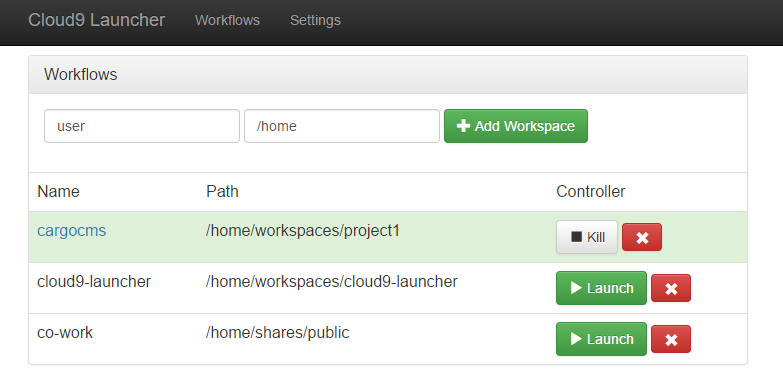 Cloud9 Launcher Workflows Settings
Workflows
user /home Add Workspace
Name Path Controller
cargocms /home/workspaces/project1 Kill
cloud9-launcher /home/workspaces/cloud9-launcher Launch
co-work /home/shares/public Launch